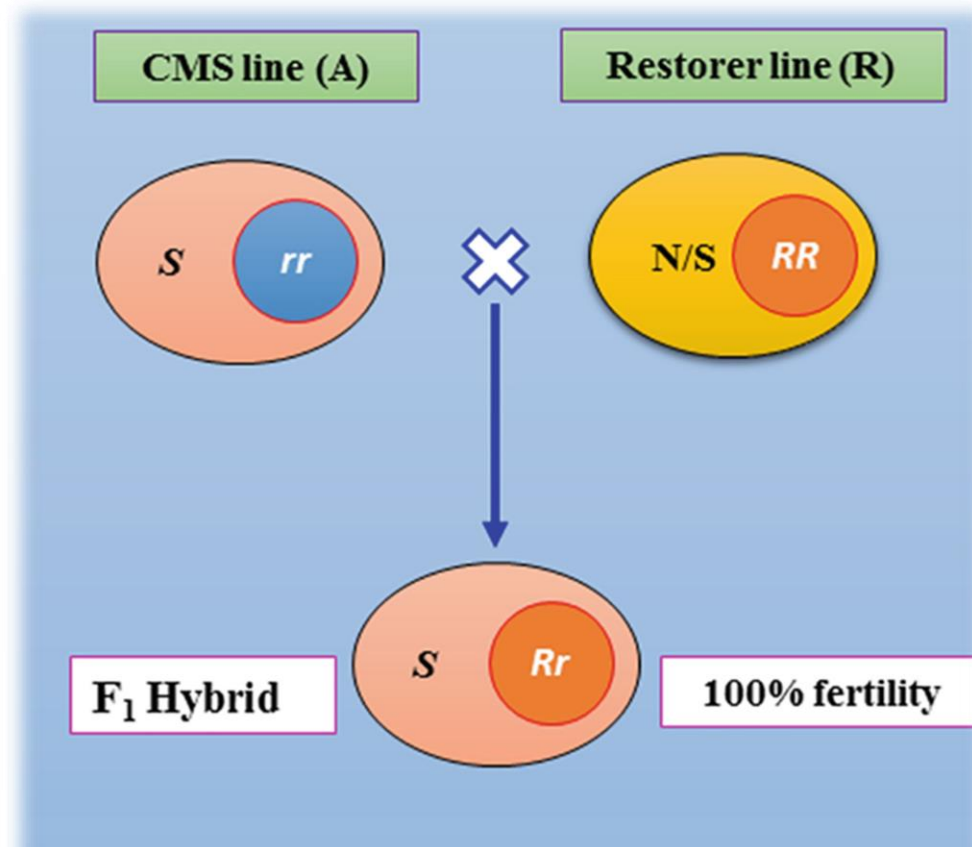 CMS line (A)
Restorer line (R)
S
rr
N/S
RR
S
Rr
F₁ Hybrid
100% fertility